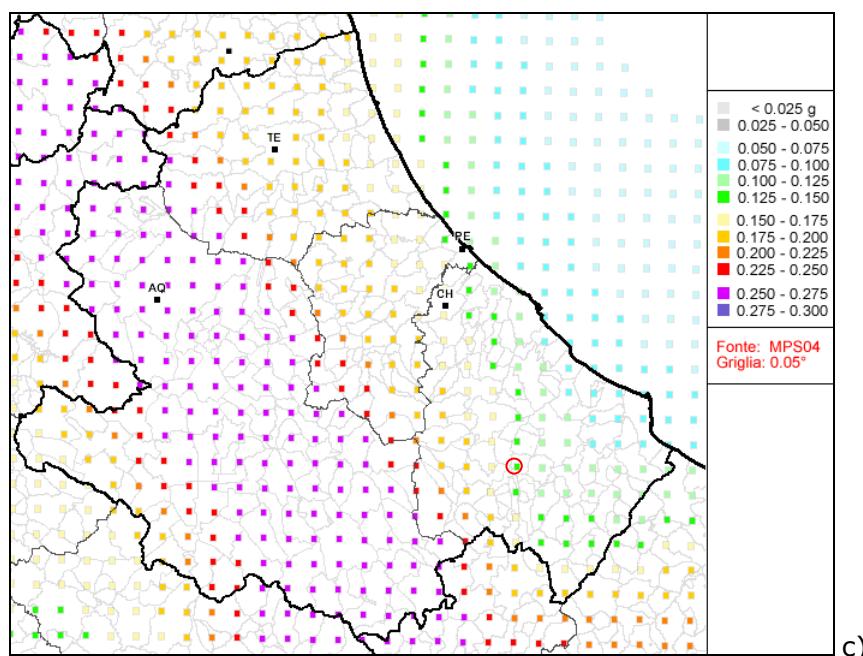 TE
PE
AQ
CH
< 0.025 g
0.025 - 0.050
0.050 - 0.075
0.075 - 0.100
0.100 - 0.125
0.125 - 0.150
0.150 - 0.175
0.175 - 0.200
0.200 - 0.225
0.225 - 0.250
0.250 - 0.275
0.275 - 0.300
Fonte: MPS04
Griglia: 0.05°
c)